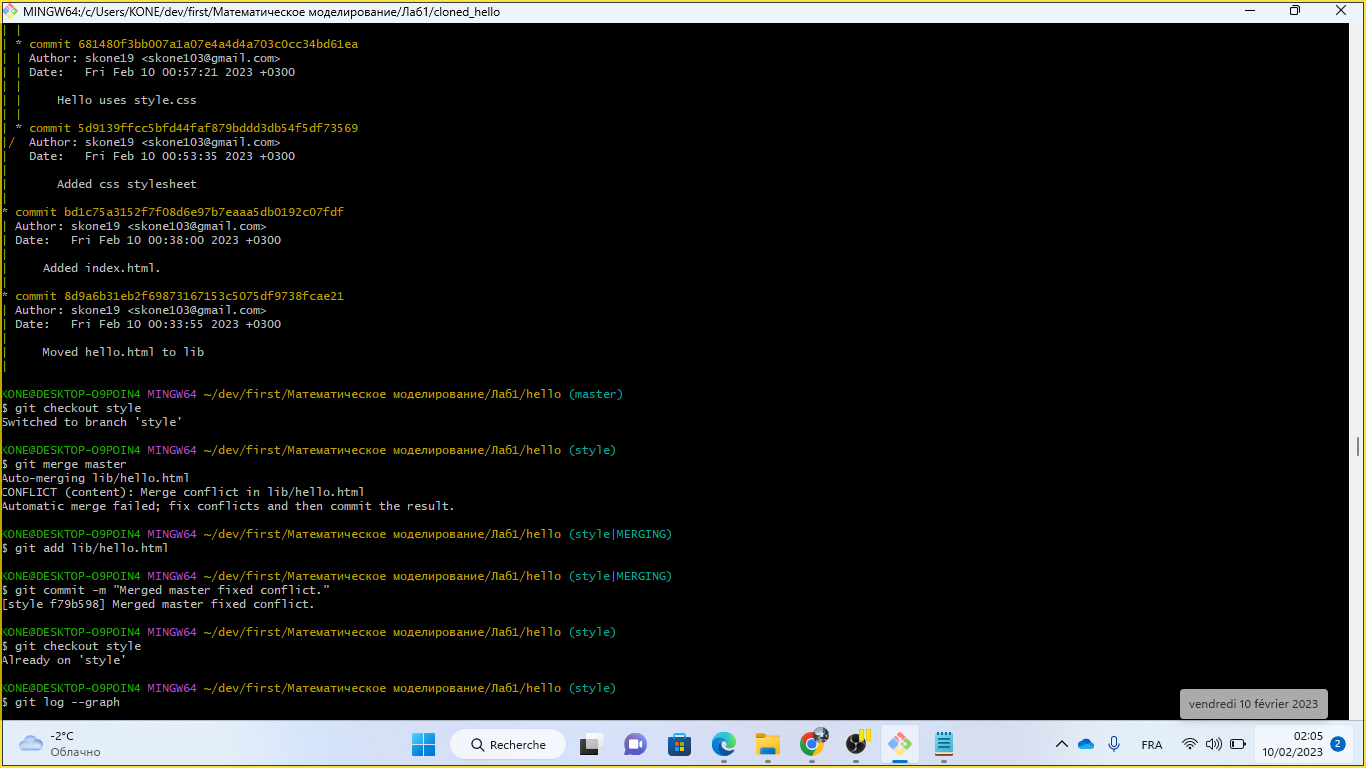 MINGW64:/c/Users/KONE/dev/first/Математическое моделирование/Лаб1/cloned_hello
| |
| * commit 681480f3bb007a1a07e4a4d4a703c0cc34bd61ea
| | Author: skone19 <skone103@gmail.com>
| | Date:   Fri Feb 10 00:57:21 2023 +0300
| |
| |     Hello uses style.css
| |
| * commit 5d9139ffcc5bfd44faf879bddd3db54f5df73569
|/  Author: skone19 <skone103@gmail.com>
|   Date:   Fri Feb 10 00:53:35 2023 +0300
|
|       Added css stylesheet
|
* commit bd1c75a3152f7f08d6e97b7eaaa5db0192c07fdf
| Author: skone19 <skone103@gmail.com>
| Date:   Fri Feb 10 00:38:00 2023 +0300
|
|     Added index.html.
|
* commit 8d9a6b31eb2f69873167153c5075df9738fcae21
| Author: skone19 <skone103@gmail.com>
| Date:   Fri Feb 10 00:33:55 2023 +0300
|
|     Moved hello.html to lib
|
KONE@DESKTOP-O9POIN4 MINGW64 ~/dev/first/Математическое моделирование/Лаб1/hello (master)
$ git checkout style
Switched to branch 'style'
KONE@DESKTOP-O9POIN4 MINGW64 ~/dev/first/Математическое моделирование/Лаб1/hello (style)
$ git merge master
Auto-merging lib/hello.html
CONFLICT (content): Merge conflict in lib/hello.html
Automatic merge failed; fix conflicts and then commit the result.
KONE@DESKTOP-O9POIN4 MINGW64 ~/dev/first/Математическое моделирование/Лаб1/hello (style|MERGING)
$ git add lib/hello.html
KONE@DESKTOP-O9POIN4 MINGW64 ~/dev/first/Математическое моделирование/Лаб1/hello (style|MERGING)
$ git commit -m "Merged master fixed conflict."
[style f79b598] Merged master fixed conflict.
KONE@DESKTOP-O9POIN4 MINGW64 ~/dev/first/Математическое моделирование/Лаб1/hello (style)
$ git checkout style
Already on 'style'
KONE@DESKTOP-O9POIN4 MINGW64 ~/dev/first/Математическое моделирование/Лаб1/hello (style)
$ git log --graph
vendredi 10 février 2023
-2°C
Облачно
Recherche
FRA
02:05
10/02/2023
2